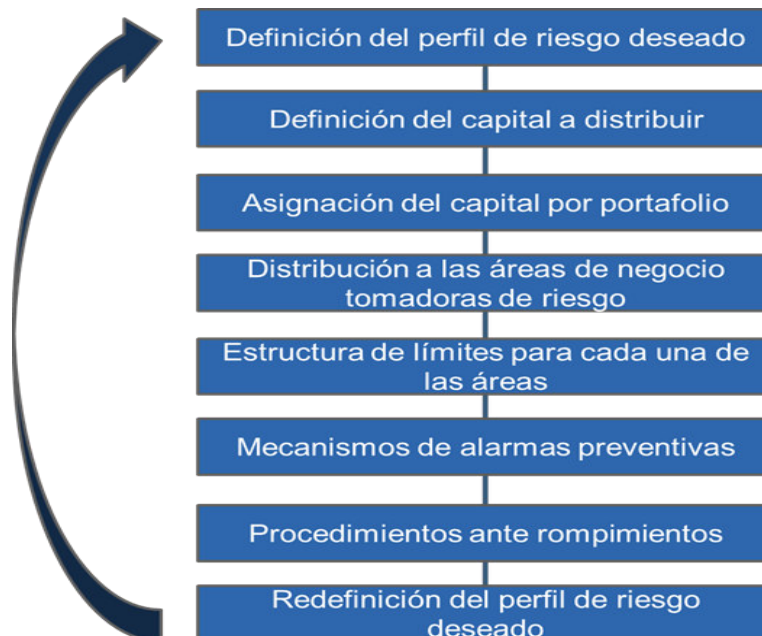 Definición del perfil de riesgo deseado
Definición del capital a distribuir
Asignación del capital por portafolio
Distribución a las áreas de negocio
tomadoras de riesgo
Estructura de límites para cada una de
las áreas
Mecanismos de alarmas preventivas
Procedimientos ante rompimientos
Redefinición del perfil de riesgo
deseado